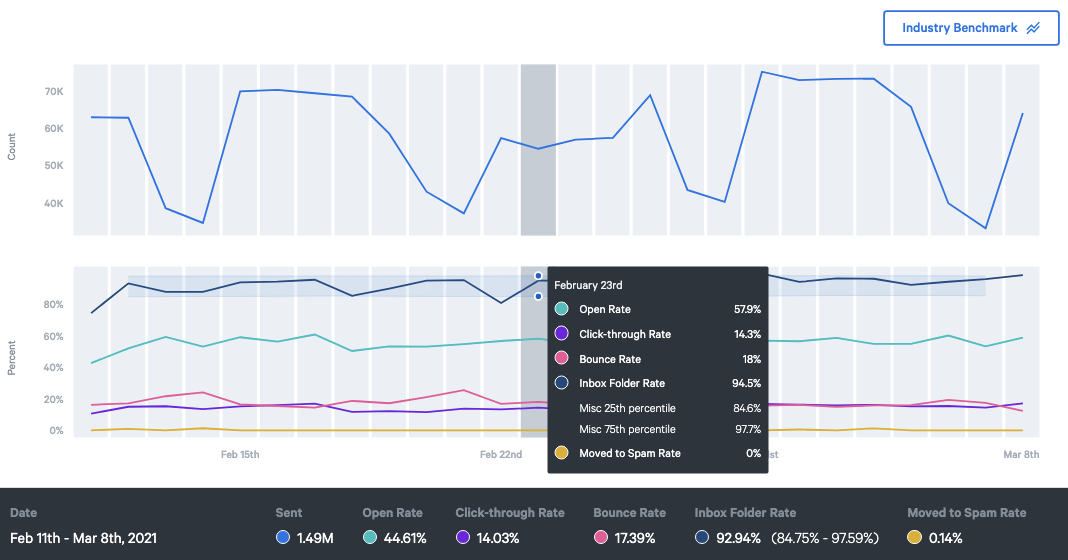 Industry Benchmark
Count
70K
60K
50K
40K
Percent
80%
60%
40%
20%
0%
February 23rd
Open Rate 57.9%
Click-through Rate 14.3%
Bounce Rate 18%
Inbox Folder Rate 94.5%
Misc 25th percentile 84.6%
Misc 75th percentile 97.7%
Moved to Spam Rate 0%
Feb 15th Feb 22nd st Mar 8th
Date Sent Open Rate Click-through Rate Bounce Rate Inbox Folder Rate Moved to Spam Rate
Feb 11th - Mar 8th, 2021 1.49M 44.61% 14.03% 17.39% 92.94% (84.75% - 97.59%) 0.14%